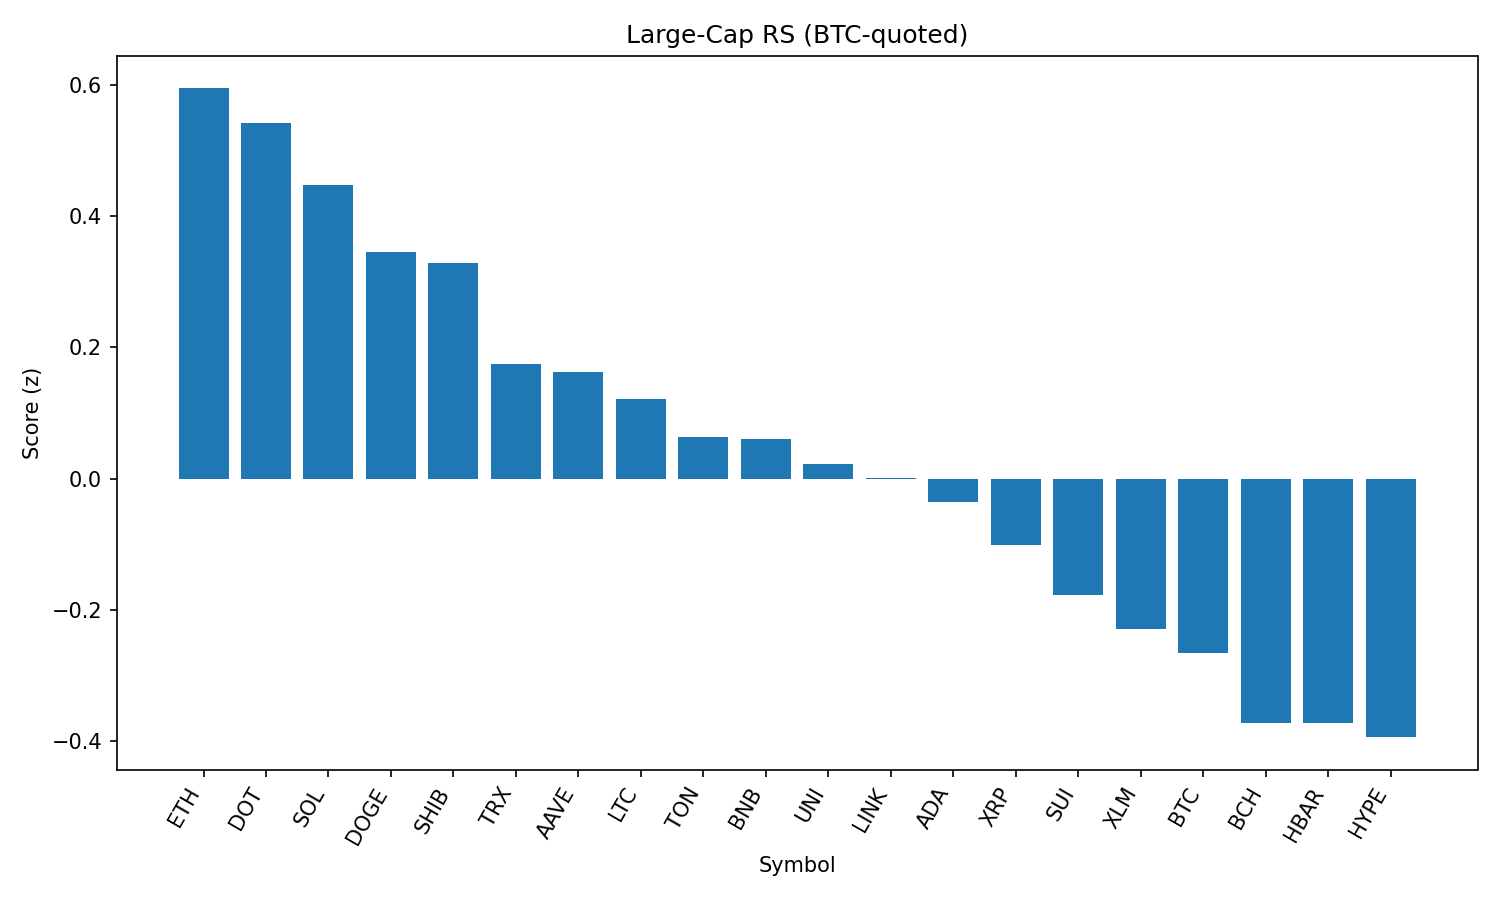 Large-Cap RS (BTC-quoted)
Score (z)
0.6
0.4
0.2
0.0
−0.2
−0.4
ETH DOT SOL DOGE SHIB TRX AAVE LTC TON BNB UNI LINK ADA XRP SUI XLM BTC BCH HBAR HYPE
Symbol